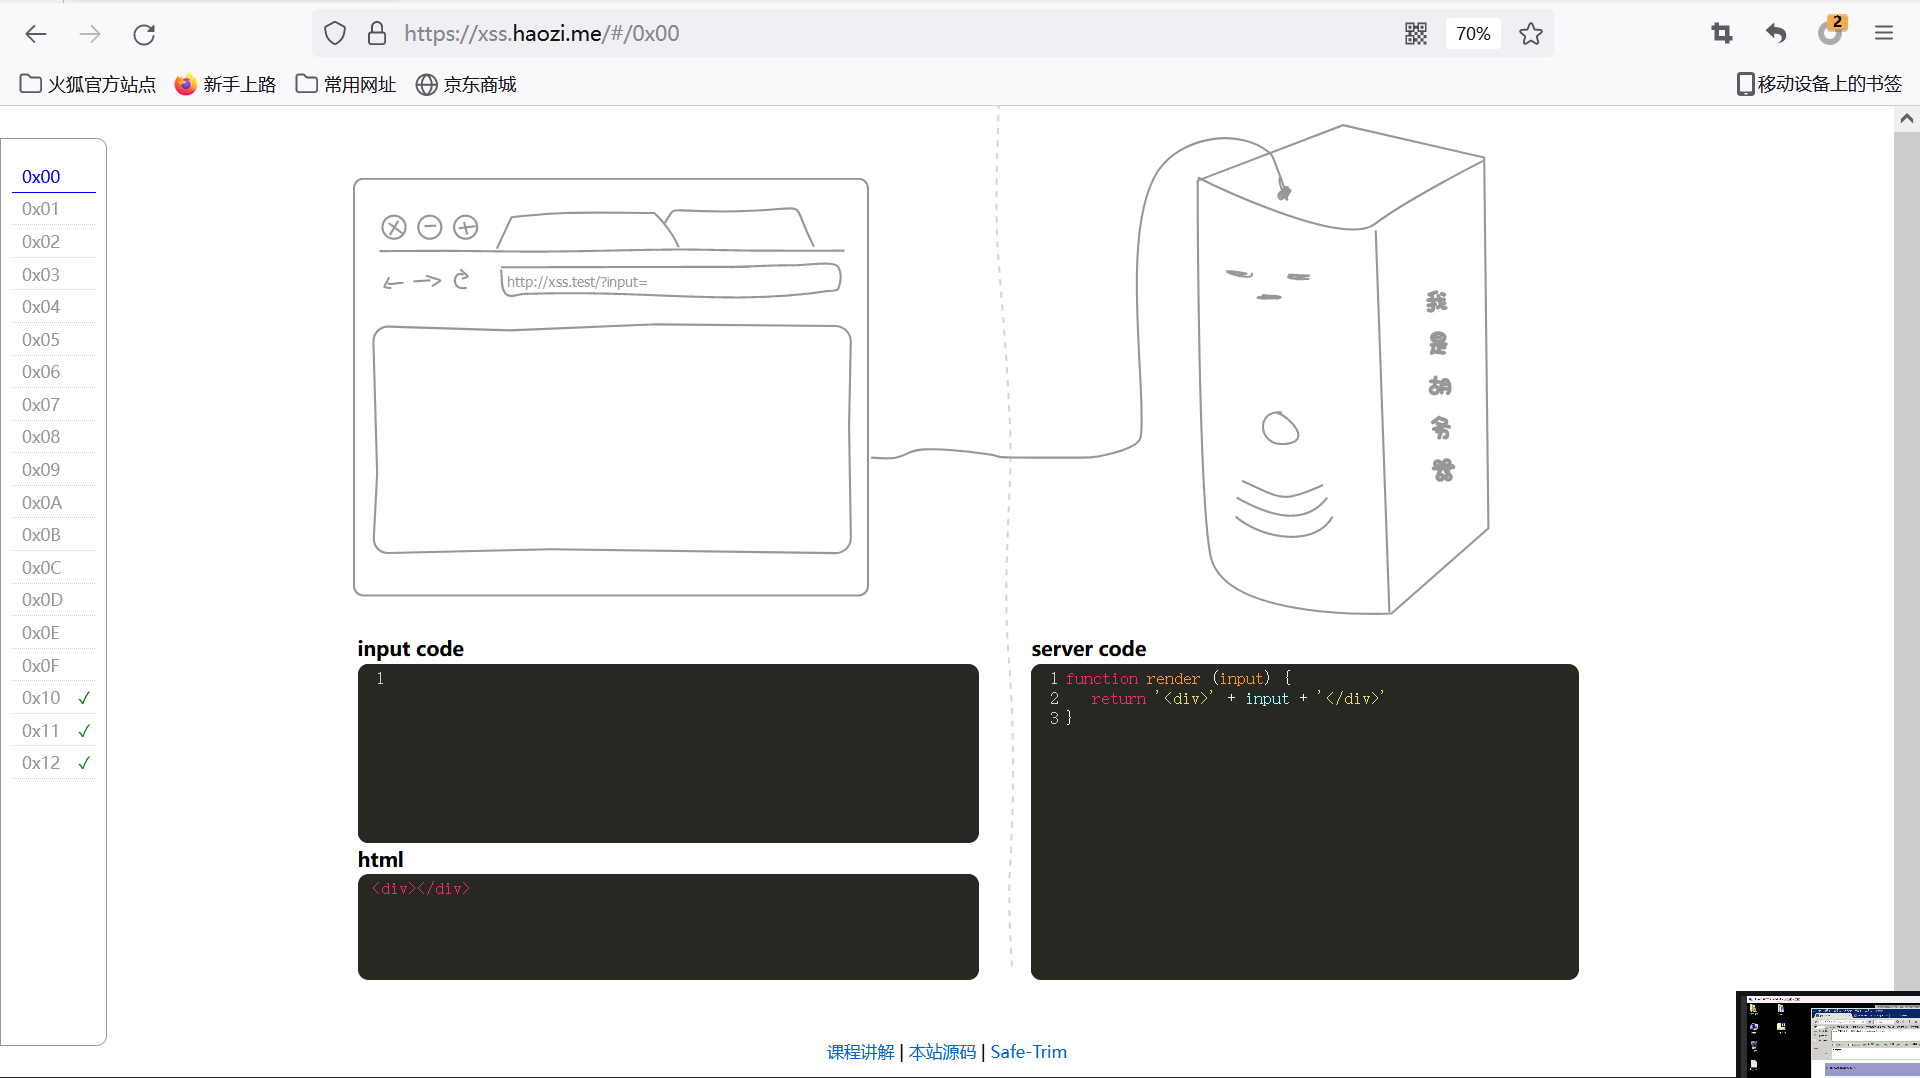 https://xss.haozi.me/#/0x00
70%
2
火狐官方站点
新手上路
常用网址
京东商城
移动设备上的书签
0x00
0x01
0x02
0x03
0x04
0x05
0x06
0x07
0x08
0x09
0x0A
0x0B
0x0C
0x0D
0x0E
0x0F
0x10 ✓
0x11 ✓
0x12 ✓
http://xss.test/?input=
我
是
胡
务
器
input code
1
html
<div></div>
server code
1 function render (input) {
2 return '<div>' + input + '</div>'
3 }
课程讲解 | 本站源码 | Safe-Trim